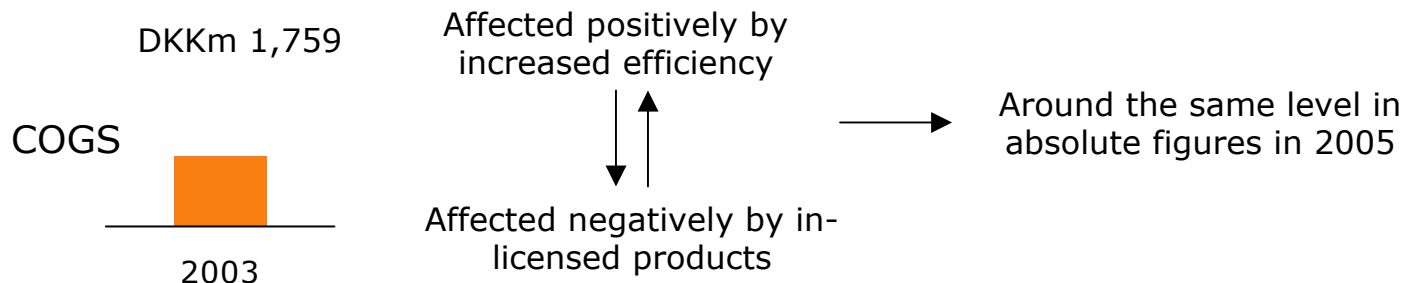 DKKm 1,759
COGS
2003
Affected positively by
increased efficiency
Affected negatively by in-
licensed products
Around the same level in
absolute figures in 2005